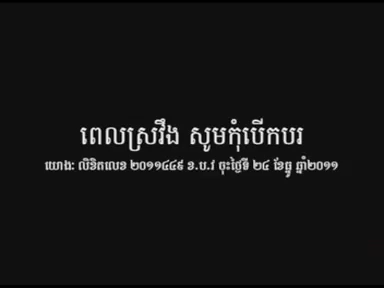 ពេលស្រវឹង សូមកុំបើកបរ
យោង: លិខិតលេខ ២០១១៤៤៩ ខ.ប.វ ចុះថ្ងៃទី ២៤ ខែធ្នូ ឆ្នាំ២០១១